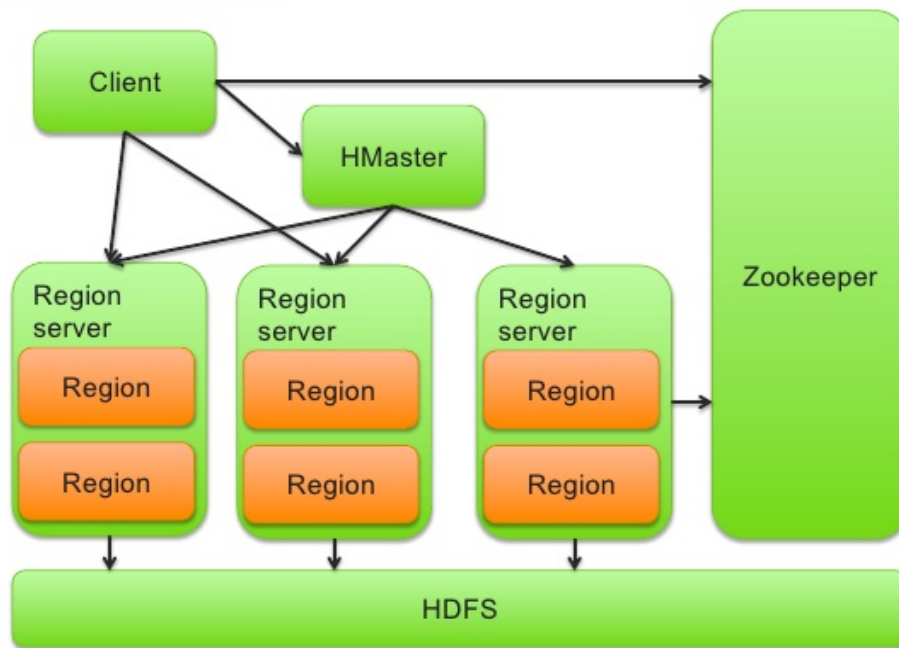 Client
HMaster
Zookeeper
Region
server
Region
Region
Region
server
Region
Region
Region
server
Region
Region
HDFS